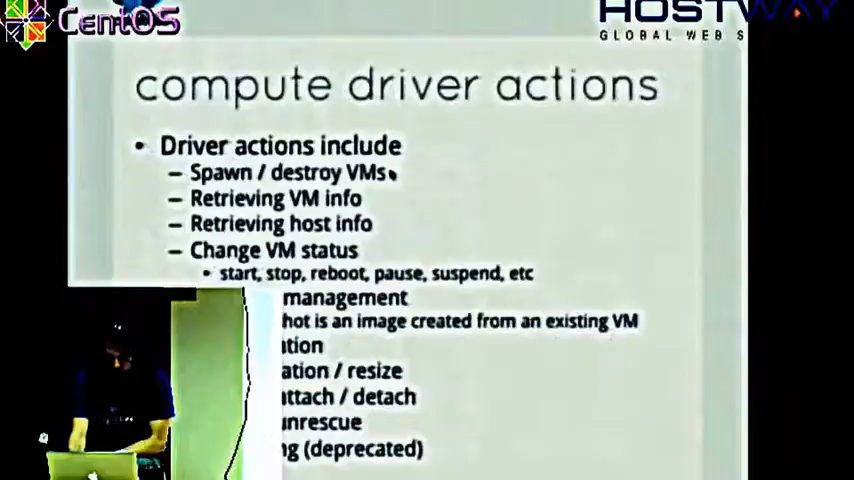 CentOS
HOSTWAY
GLOBAL WEB S
compute driver actions
• Driver actions include
– Spawn / destroy VMs
– Retrieving VM info
– Retrieving host info
– Change VM status
• start, stop, reboot, pause, suspend, etc
management
hot is an image created from an existing VM
ation
ation / resize
attach / detach
unrescue
ng (deprecated)